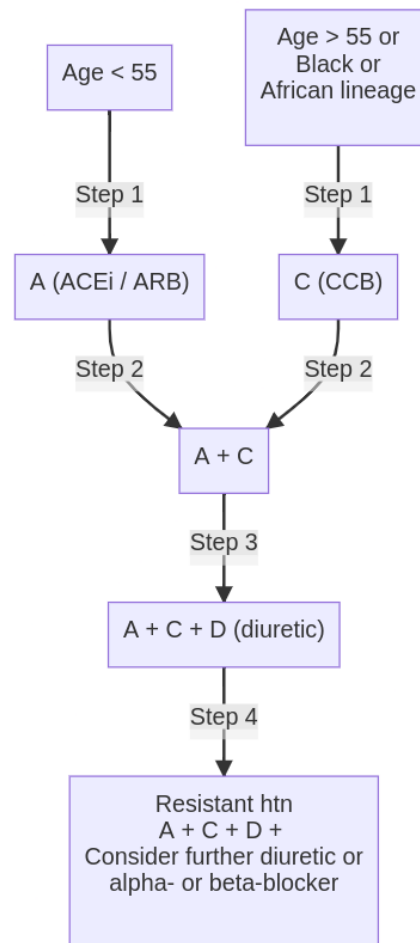 Age < 55
Age > 55 or
Black or
African lineage
Step 1
Step 1
A (ACEi / ARB)
C (CCB)
Step 2
Step 2
A + C
Step 3
A + C + D (diuretic)
Step 4
Resistant htn
A + C + D +
Consider further diuretic or
alpha- or beta-blocker